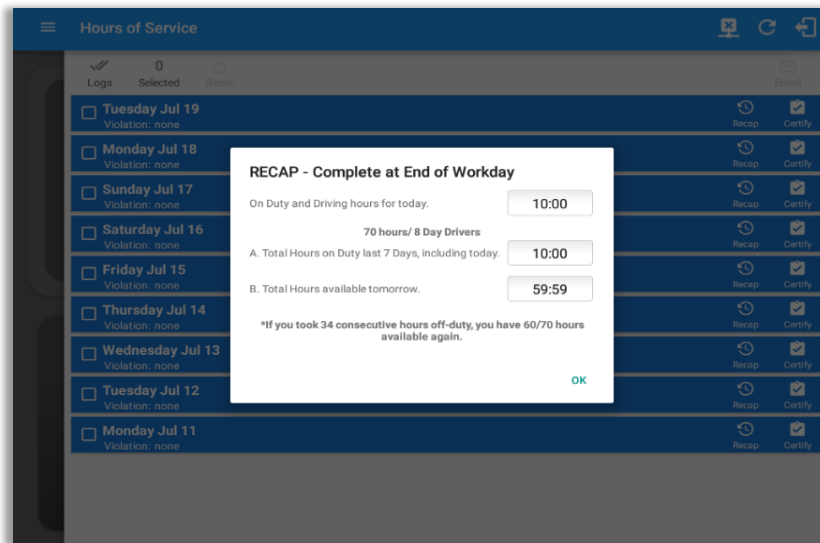 Hours of Service
Logs
0
Selected
Reset
Email
Tuesday Jul 19
Violation: none
Recap
Certify
Monday Jul 18
Violation: none
Recap
Certify
Sunday Jul 17
Violation: none
Recap
Certify
Saturday Jul 16
Violation: none
Recap
Certify
Friday Jul 15
Violation: none
Recap
Certify
Thursday Jul 14
Violation: none
Recap
Certify
Wednesday Jul 13
Violation: none
Recap
Certify
Tuesday Jul 12
Violation: none
Recap
Certify
Monday Jul 11
Violation: none
Recap
Certify
RECAP - Complete at End of Workday
On Duty and Driving hours for today.
10:00
70 hours/ 8 Day Drivers
A. Total Hours on Duty last 7 Days, including today.
10:00
B. Total Hours available tomorrow.
59:59
*If you took 34 consecutive hours off-duty, you have 60/70 hours
available again.
OK